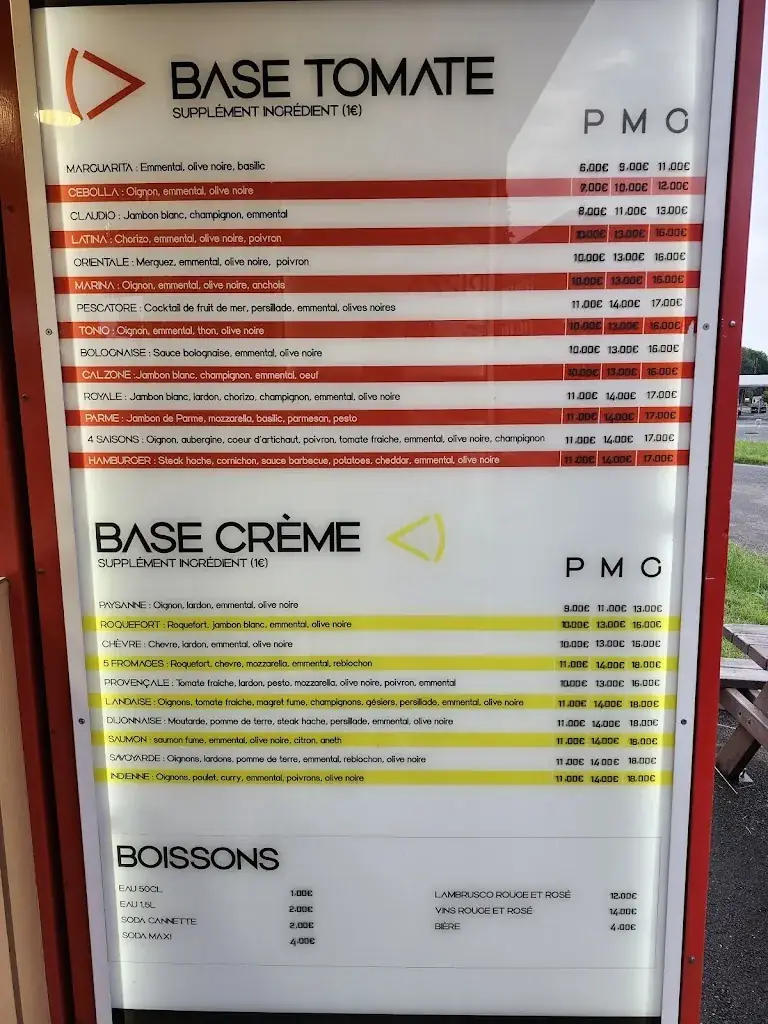 BASE TOMATE
SUPPLÉMENT INGRÉDIENT (1€)
P M G
MARGUARITA : Emmental, olive noire, basilic 6.00€ 9.00€ 11.00€
CEBOLLA : Oignon, emmental, olive noire 7.00€ 10.00€ 12.00€
CLAUDIO : Jambon blanc, champignon, emmental 8.00€ 11.00€ 13.00€
LATINA : Chorizo, emmental, olive noire, poivron 10.00€ 13.00€ 16.00€
ORIENTALE : Merguez, emmental, olive noire, poivron 10.00€ 13.00€ 16.00€
MARINA : Oignon, emmental, olive noire, anchois 10.00€ 13.00€ 16.00€
PESCATORE : Cocktail de fruit de mer, persillade, emmental, olives noires 11.00€ 14.00€ 17.00€
TONIO : Oignon, emmental, thon, olive noire 10.00€ 13.00€ 16.00€
BOLOGNAISE : Sauce bolognaise, emmental, olive noire 10.00€ 13.00€ 16.00€
CALZONE :Jambon blanc, champignon, emmental, oeuf 10.00€ 13.00€ 16.00€
ROYALE : Jambon blanc, lardon, chorizo, champignon, emmental, olive noire 11.00€ 14.00€ 17.00€
PARME : Jambon de Parme, mozzarella, basilic, parmesan, pesto 11.00€ 14.00€ 17.00€
4 SAISONS : Oignon, aubergine, coeur d'artichaut, poivron, tomate fraiche, emmental, olive noire, champignon 11.00€ 14.00€ 17.00€
HAMBURGER : Steak hache, cornichon, sauce barbecue, potatoes, cheddar, emmental, olive noire 11.00€ 14.00€ 17.00€
BASE CRÈME
SUPPLÉMENT INGRÉDIENT (1€)
P M G
PAYSANNE : Oignon, lardon, emmental, olive noire 9.00€ 11.00€ 13.00€
ROQUEFORT : Roquefort, jambon blanc, emmental, olive noire 10.00€ 13.00€ 16.00€
CHÈVRE : Chevre, lardon, emmental, olive noire 10.00€ 13.00€ 16.00€
5 FROMAGES : Roquefort, chevre, mozzarella, emmental, reblochon 11.00€ 14.00€ 18.00€
PROVENÇALE : Tomate fraiche, lardon, pesto, mozzarella, olive noire, poivron, emmental 10.00€ 13.00€ 16.00€
LANDAISE : Oignons, tomate fraiche, magret fume, champignons, gésiers, persillade, emmental, olive noire 11.00€ 14.00€ 18.00€
DIJONNAISE : Moutarde, pomme de terre, steak hache, persillade, emmental, olive noire 11.00€ 14.00€ 18.00€
SAUMON : saumon fume, emmental, olive noire, citron, aneth 11.00€ 14.00€ 18.00€
SAVOYARDE : Oignons, lardons, pomme de terre, emmental, reblochon, olive noire 11.00€ 14.00€ 18.00€
INDIENNE : Oignons, poulet, curry, emmental, poivrons, olive noire 11.00€ 14.00€ 18.00€
BOISSONS
EAU 50CL 1.00€
EAU 1,5L 2.00€
SODA CANNETTE 2.00€
SODA MAXI 4.00€
LAMBRUSCO ROUGE ET ROSÉ 12.00€
VINS ROUGE ET ROSÉ 14.00€
BIÈRE 4.00€